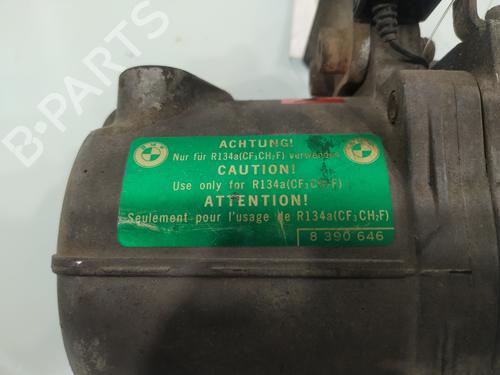 B-PARTS
ACHTUNG!
Nur für R134a(CF₃CH₂F) verwenden
CAUTION!
Use only for R134a(CF₃CH₂F)
ATTENTION!
Seulement pour l'usage de R134a(CF₃CH₂F)
8 390 646